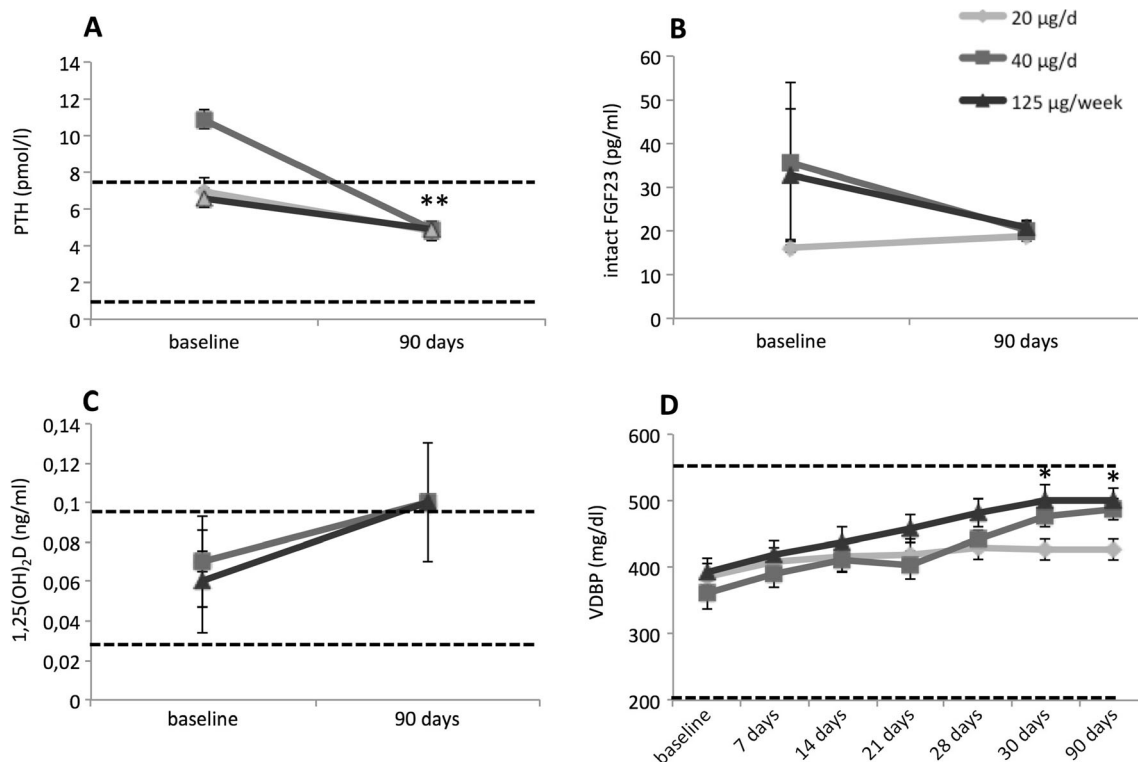 A
PTH (pmol/l)
14
12
10
8
6
4
2
0
**
baseline
90 days
B
20 µg/d
40 µg/d
125 µg/week
intact FGF23 (pg/ml)
60
50
40
30
20
10
0
baseline
90 days
C
1,25(OH)₂D (ng/ml)
0,14
0,12
0,1
0,08
0,06
0,04
0,02
0
baseline
90 days
D
VDBP (mg/dl)
600
500
400
300
200
*
*
baseline
7 days
14 days
21 days
28 days
30 days
90 days